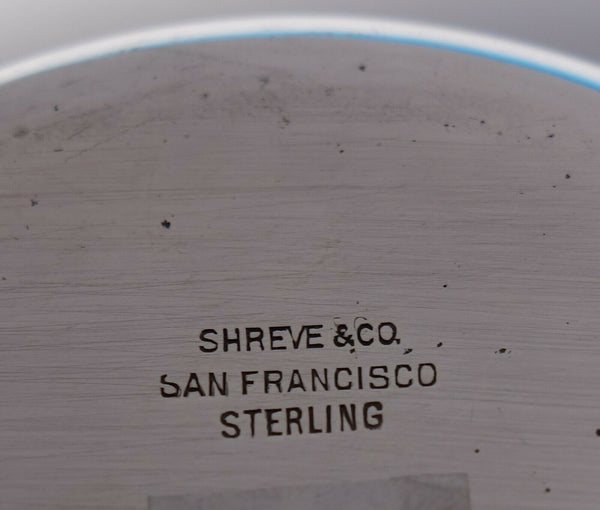 SHREVE & CO.
SAN FRANCISCO
STERLING